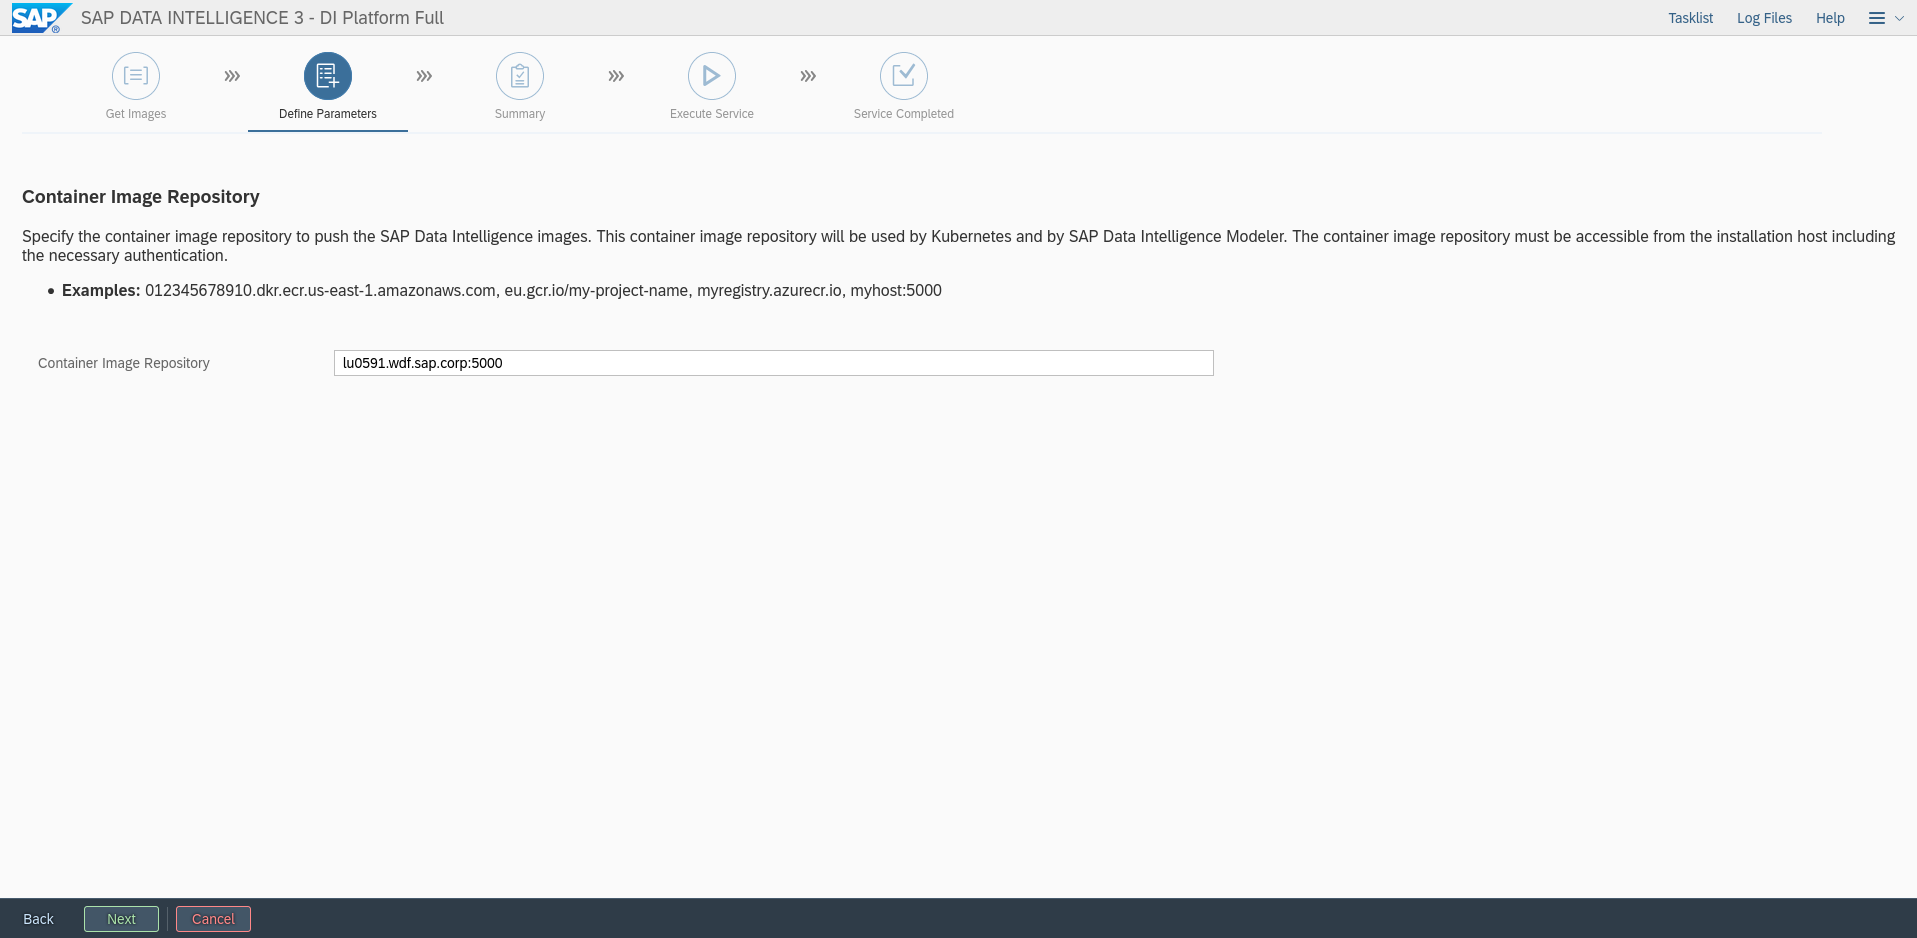 SAP ® SAP DATA INTELLIGENCE 3 - DI Platform Full Tasklist Log Files Help
Get Images Define Parameters Summary Execute Service Service Completed
Container Image Repository
Specify the container image repository to push the SAP Data Intelligence images. This container image repository will be used by Kubernetes and by SAP Data Intelligence Modeler. The container image repository must be accessible from the installation host including
the necessary authentication.
• Examples: 012345678910.dkr.ecr.us-east-1.amazonaws.com, eu.gcr.io/my-project-name, myregistry.azurecr.io, myhost:5000
Container Image Repository lu0591.wdf.sap.corp:5000
Back Next Cancel